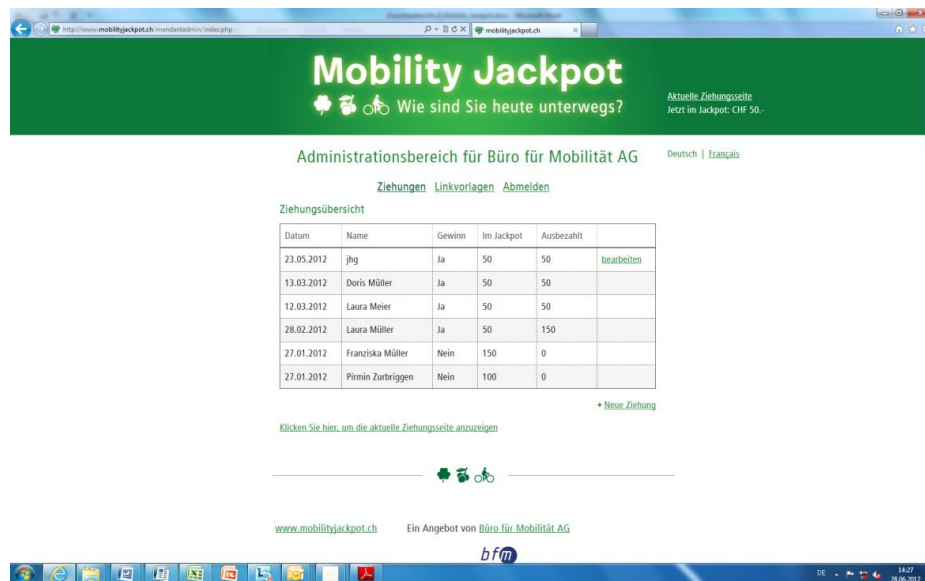 http://www.mobilityjackpot.ch/mandantadmin/index.php
mobilityjackpot.ch
Mobility Jackpot
Wie sind Sie heute unterwegs?
Aktuelle Ziehungsseite
Jetzt im Jackpot: CHF 50.-
Administrationsbereich für Büro für Mobilität AG
Deutsch | Français
Ziehungen Linkvorlagen Abmelden
Ziehungsübersicht
Datum Name Gewinn Im Jackpot Ausbezahlt
23.05.2012 jhg Ja 50 50 bearbeiten
13.03.2012 Doris Müller Ja 50 50
12.03.2012 Laura Meier Ja 50 50
28.02.2012 Laura Müller Ja 50 150
27.01.2012 Franziska Müller Nein 150 0
27.01.2012 Pirmin Zurbriggen Nein 100 0
+ Neue Ziehung
Klicken Sie hier, um die aktuelle Ziehungsseite anzuzeigen
www.mobilityjackpot.ch Ein Angebot von Büro für Mobilität AG
bfm
DE 14:27
28.06.2012